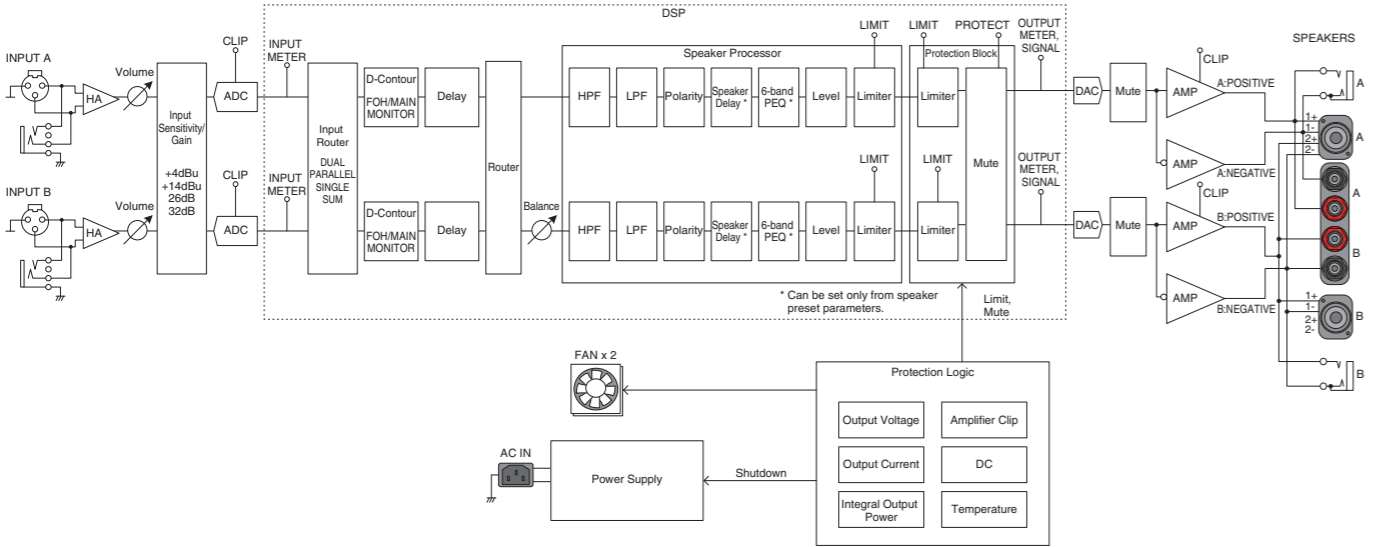 DSP
INPUT A
HA
Volume
Input
Sensitivity/
Gain
+4dBu
+14dBu
26dB
32dB
CLIP
ADC
INPUT
METER
Input
Router
DUAL
PARALLEL
SINGLE
SUM
D-Contour
FOH/MAIN
MONITOR
Delay
Router
Speaker Processor
HPF
LPF
Polarity
Speaker
Delay *
6-band
PEQ *
Level
LIMIT
Limiter
LIMIT
PROTECT
Protection Block
Limiter
Mute
OUTPUT
METER,
SIGNAL
DAC
Mute
CLIP
AMP
A:POSITIVE
AMP
A:NEGATIVE
SPEAKERS
A
1+
1-
2+
2-
A
A
B
INPUT B
HA
Volume
CLIP
ADC
INPUT
METER
D-Contour
FOH/MAIN
MONITOR
Delay
Balance
HPF
LPF
Polarity
Speaker
Delay *
6-band
PEQ *
Level
LIMIT
Limiter
LIMIT
Limiter
OUTPUT
METER,
SIGNAL
DAC
Mute
CLIP
B:POSITIVE
AMP
AMP
B:NEGATIVE
1+
1-
2+
2-
B
B
* Can be set only from speaker
preset parameters.
Limit,
Mute
FAN x 2
Protection Logic
Output Voltage
Amplifier Clip
Output Current
DC
Integral Output
Power
Temperature
AC IN
Power Supply
Shutdown